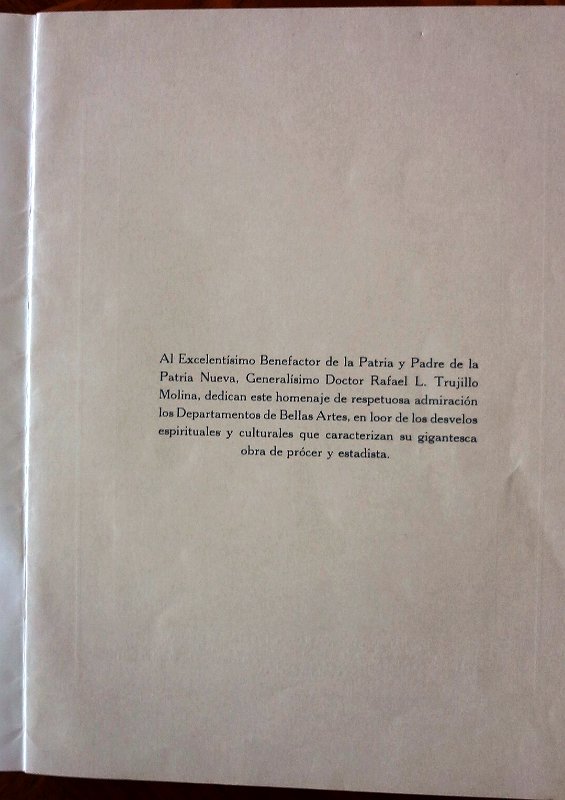 Al Excelentísimo Benefactor de la Patria y Padre de la
Patria Nueva, Generalísimo Doctor Rafael L. Trujillo
Molina, dedican este homenaje de respetuosa admiración
los Departamentos de Bellas Artes, en loor de los desvelos
espirituales y culturales que caracterizan su gigantesca
obra de prócer y estadista.